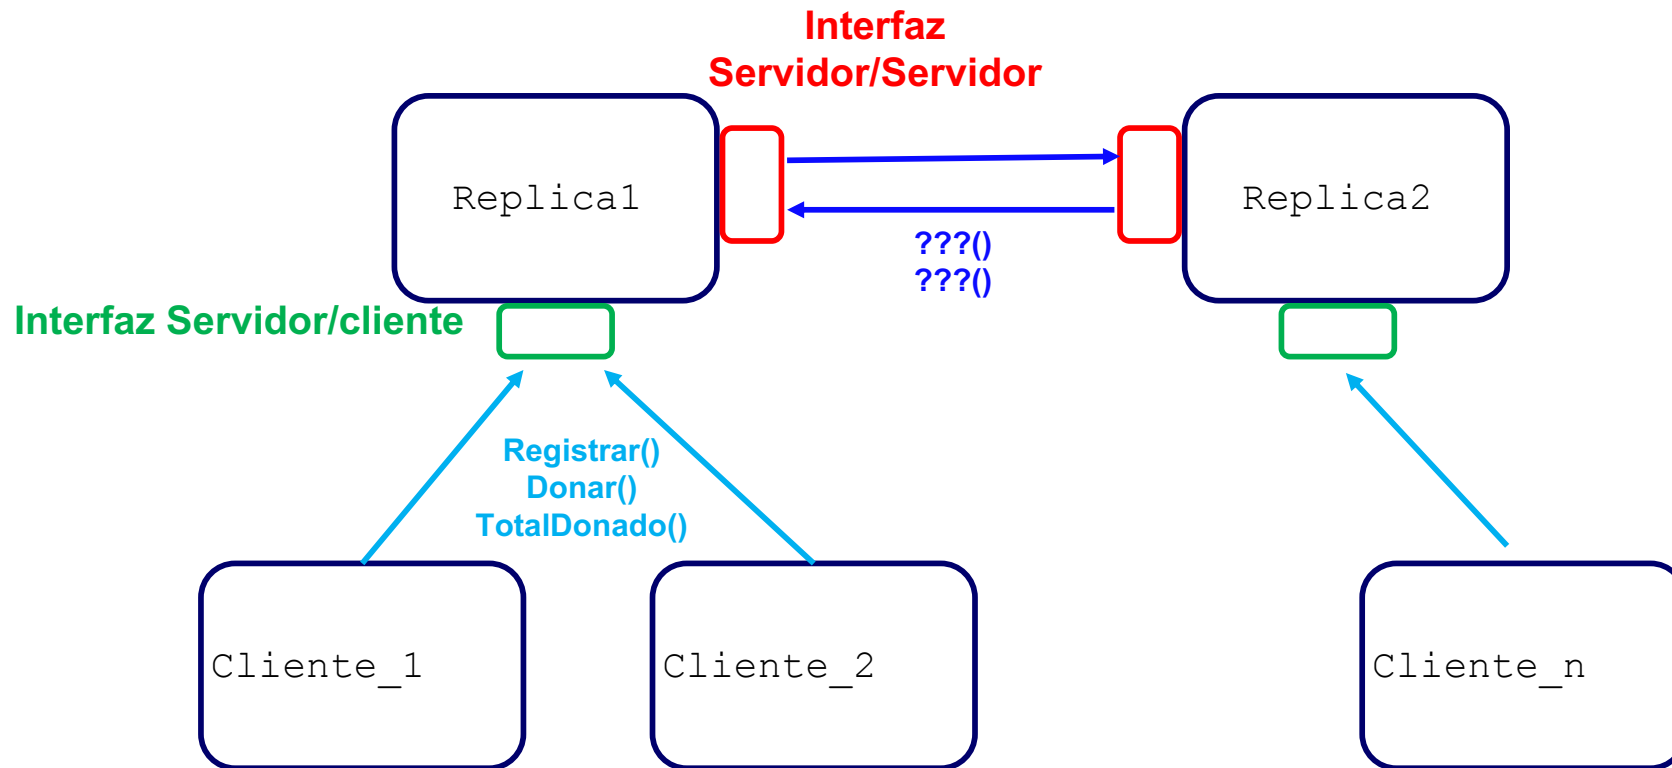 Interfaz
Servidor/Servidor
Replica1
Replica2
???()
???()
Interfaz Servidor/cliente
Registrar()
Donar()
TotalDonado()
Cliente_1
Cliente_2
Cliente_n